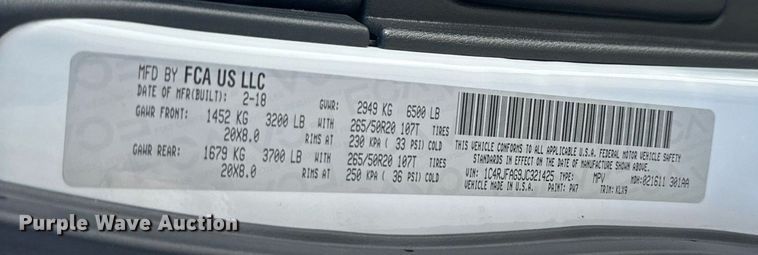 MFD BY FCA US LLC
DATE OF MFR(BUILT): 2-18 GVWR: 2949 KG 6500 LB
GAWR FRONT: 1452 KG 3200 LB WITH 265/50R20 107T TIRES
20X8.0 RIMS AT 230 KPA ( 33 PSI) COLD
GAWR REAR: 1679 KG 3700 LB WITH 265/50R20 107T TIRES
20X8.0 RIMS AT 250 KPA ( 36 PSI) COLD
THIS VEHICLE CONFORMS TO ALL APPLICABLE U.S.A. FEDERAL MOTOR VEHICLE SAFETY
STANDARDS IN EFFECT ON THE DATE OF MANUFACTURE SHOWN ABOVE.
VIN: 1C4RJFAG9JC321425 TYPE: MPV MDH:021611 301AA
VEHICLE MADE IN U.S.A. PAINT: PW7 TRIM: KLX9
Purple Wave Auction